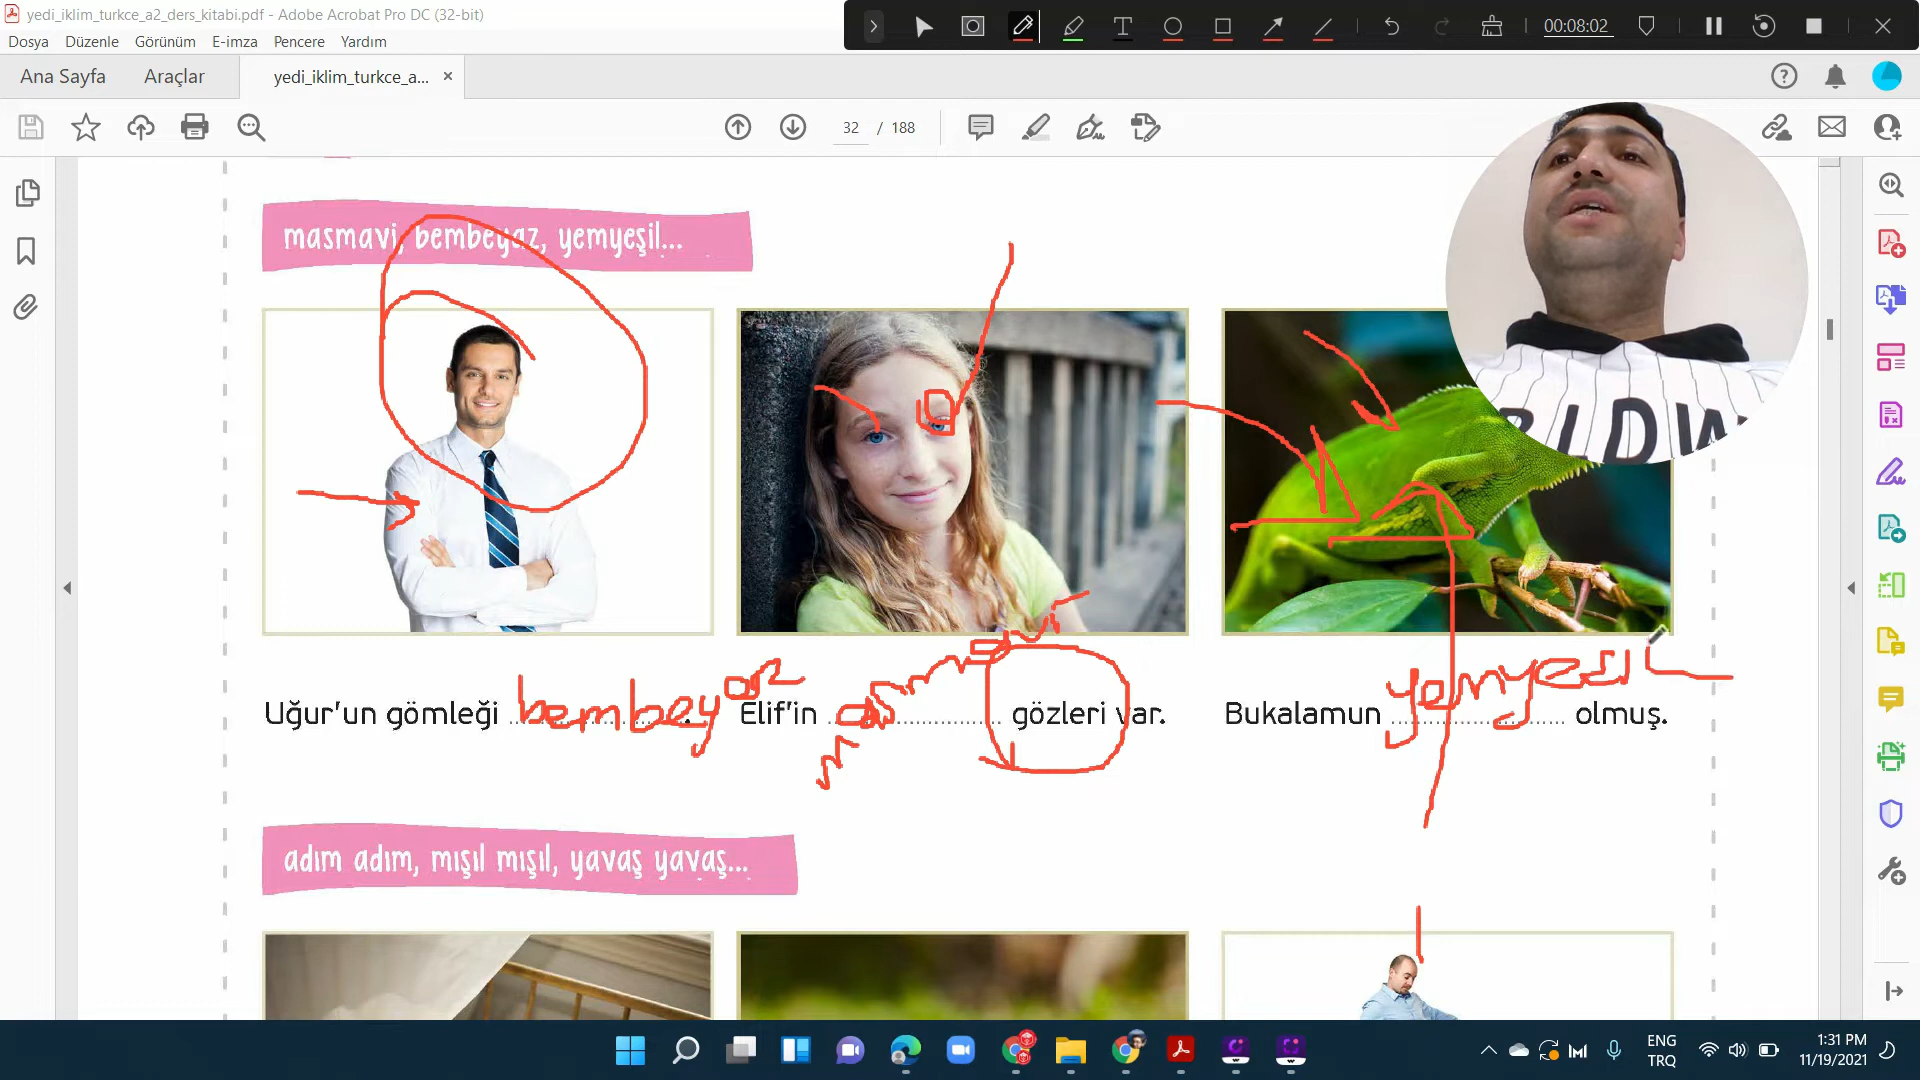 yedi_iklim_turkce_a2_ders_kitabi.pdf - Adobe Acrobat Pro DC (32-bit)
Dosya Düzenle Görünüm E-imza Pencere Yardım
00:08:02
Ana Sayfa Araçlar yedi_iklim_turkce_a...
32 / 188
masmavi, bembeyaz, yemyeşil...
Uğur'un gömleği bembeyaz.
Elif'in masmavi gözleri var.
Bukalamun yemyeşil olmuş.
adım adım, mışıl mışıl, yavaş yavaş...
ENG
TRQ
1:31 PM
11/19/2021